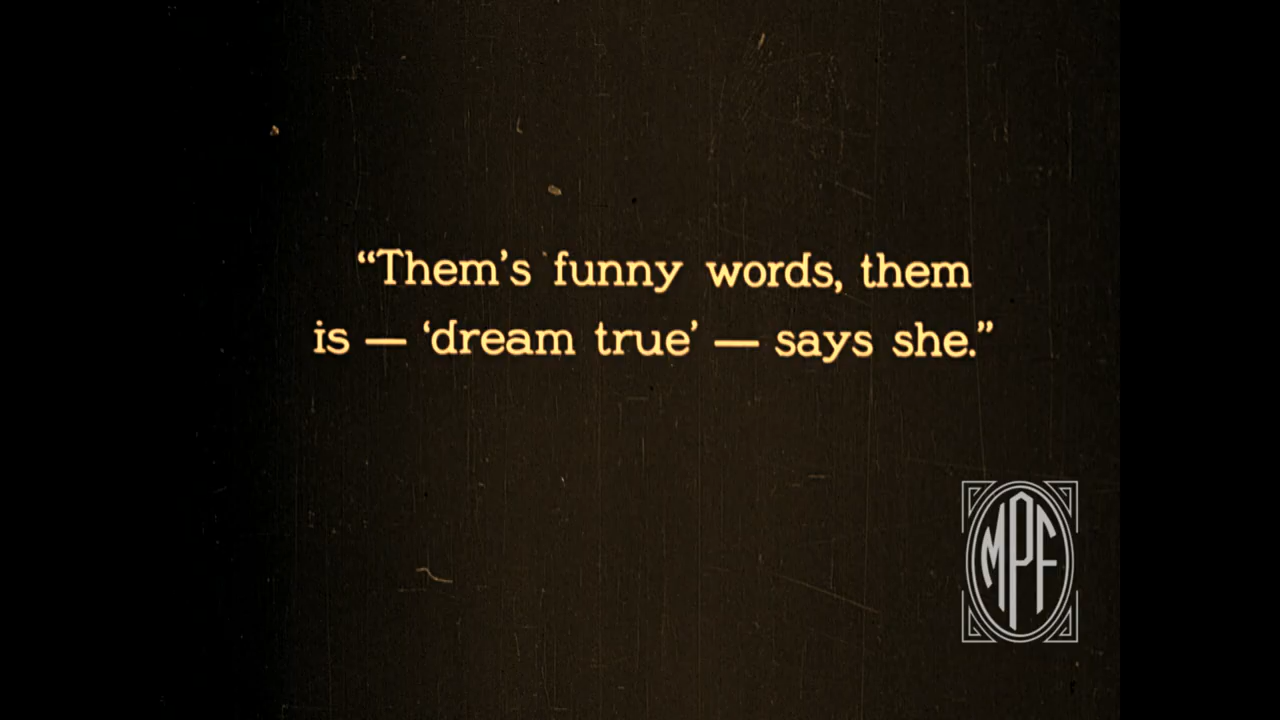 “Them’s funny words, them
is — ‘dream true’ — says she.”
MPF